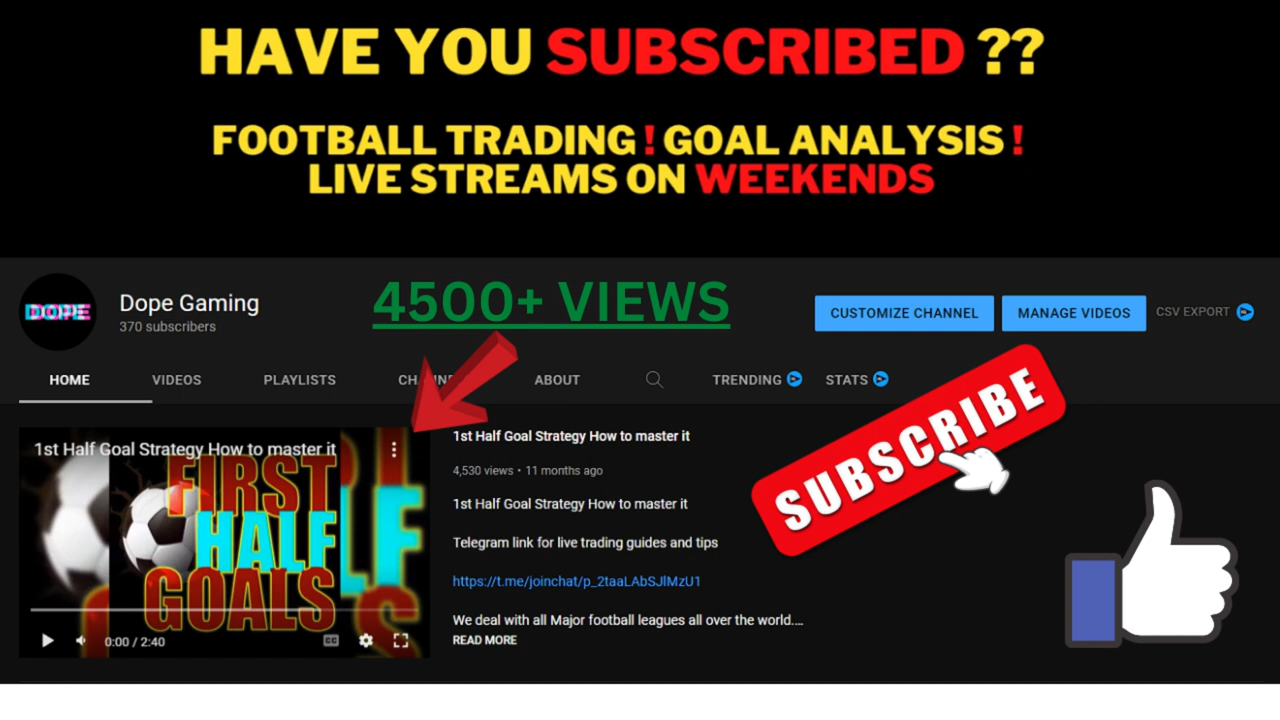 HAVE YOU SUBSCRIBED ??
FOOTBALL TRADING ! GOAL ANALYSIS !
LIVE STREAMS ON WEEKENDS
DOPE
Dope Gaming
370 subscribers
4500+ VIEWS
CUSTOMIZE CHANNEL
MANAGE VIDEOS
CSV EXPORT
HOME
VIDEOS
PLAYLISTS
ABOUT
TRENDING
STATS
1st Half Goal Strategy How to master it
FIRST
HALF
GOALS
0:00 / 2:40
CC
1st Half Goal Strategy How to master it
4,530 views • 11 months ago
1st Half Goal Strategy How to master it
Telegram link for live trading guides and tips
https://t.me/joinchat/p_2taaLAbSJlMzU1
We deal with all Major football leagues all over the world....
READ MORE
SUBSCRIBE